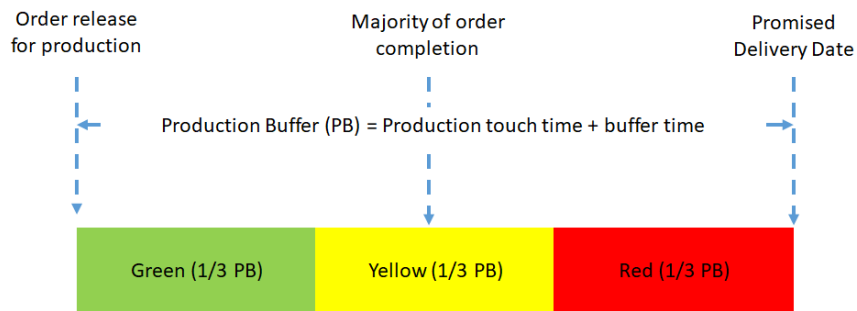 Order release
for production
Majority of order
completion
Promised
Delivery Date
Production Buffer (PB) = Production touch time + buffer time
Green (1/3 PB)
Yellow (1/3 PB)
Red (1/3 PB)